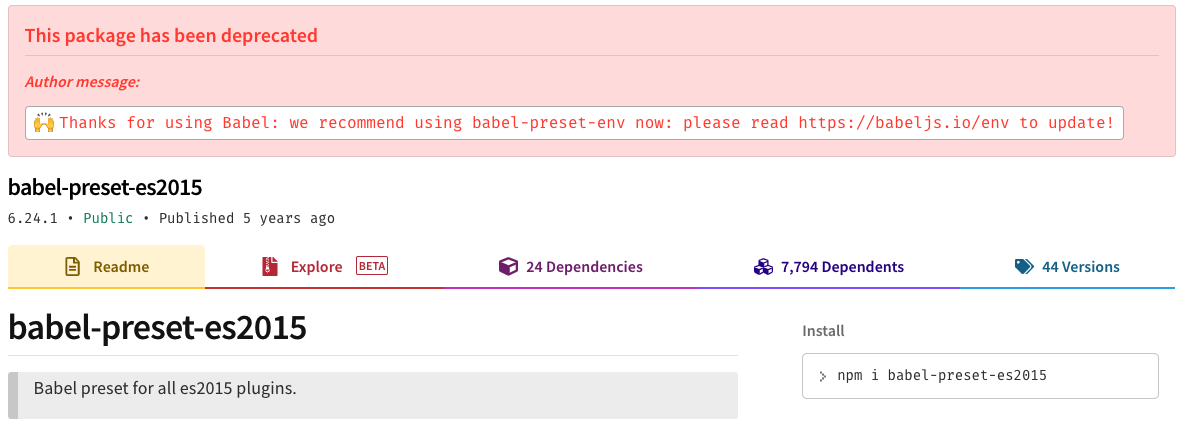 This package has been deprecated
Author message:
🙌 Thanks for using Babel: we recommend using babel-preset-env now: please read https://babeljs.io/env to update!
babel-preset-es2015
6.24.1 • Public • Published 5 years ago
Readme Explore BETA 24 Dependencies 7,794 Dependents 44 Versions
babel-preset-es2015
Install
Babel preset for all es2015 plugins.
npm i babel-preset-es2015